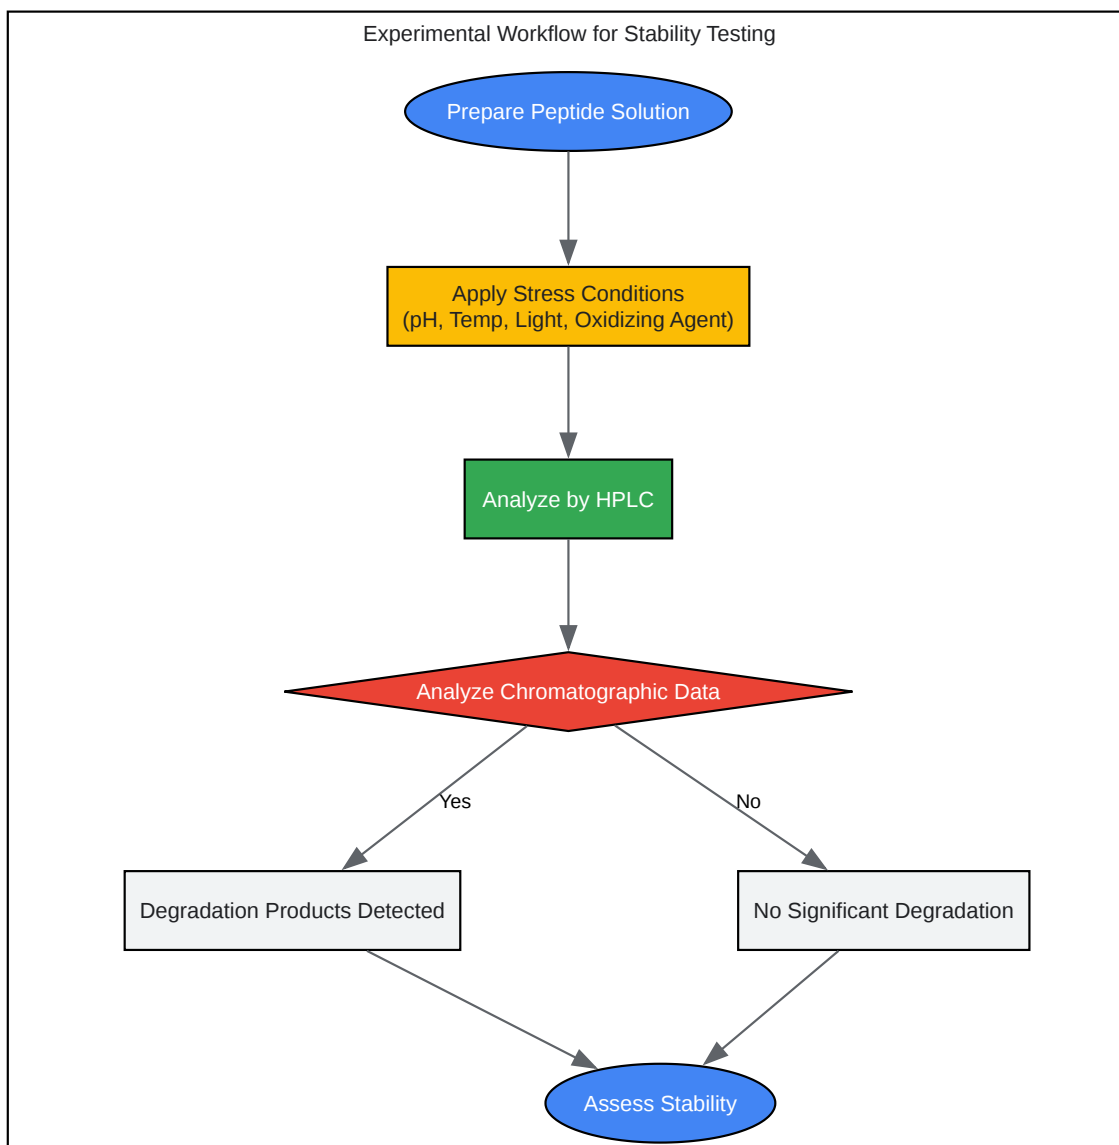 Experimental Workflow for Stability Testing
Prepare Peptide Solution
Apply Stress Conditions
(pH, Temp, Light, Oxidizing Agent)
Analyze by HPLC
Analyze Chromatographic Data
Yes
No
Degradation Products Detected
No Significant Degradation
Assess Stability